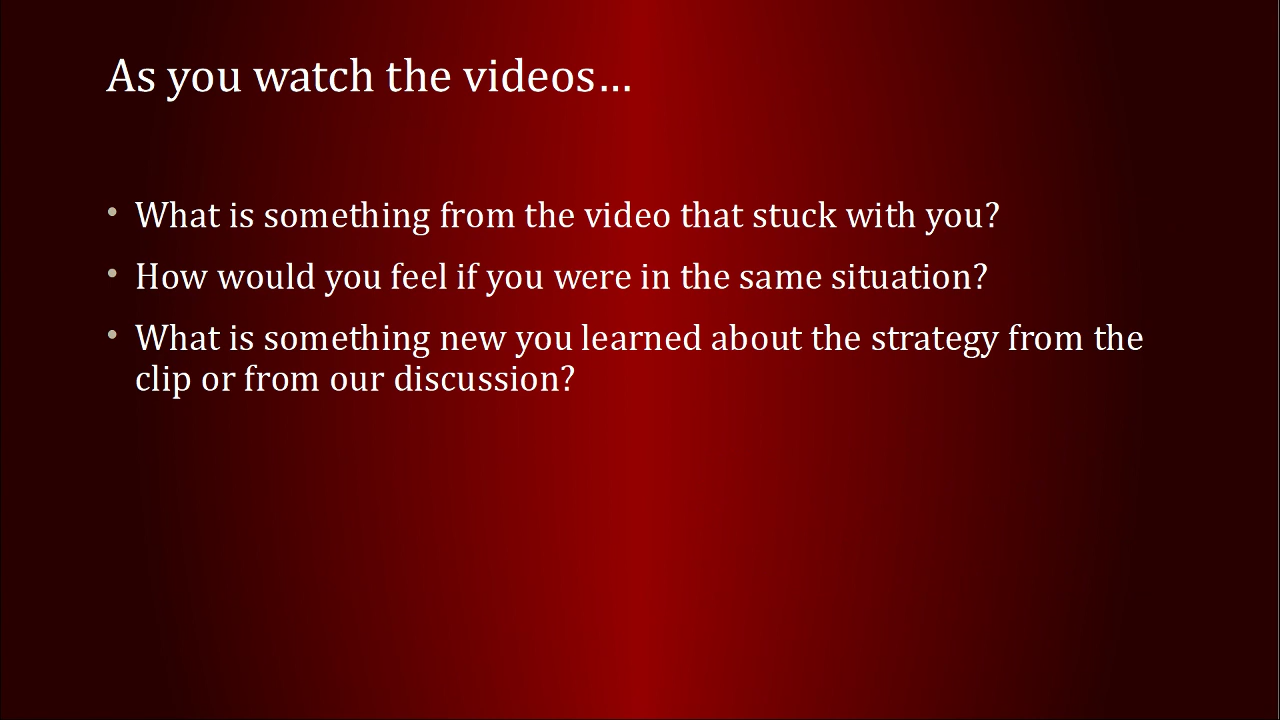 As you watch the videos…
• What is something from the video that stuck with you?
• How would you feel if you were in the same situation?
• What is something new you learned about the strategy from the
clip or from our discussion?